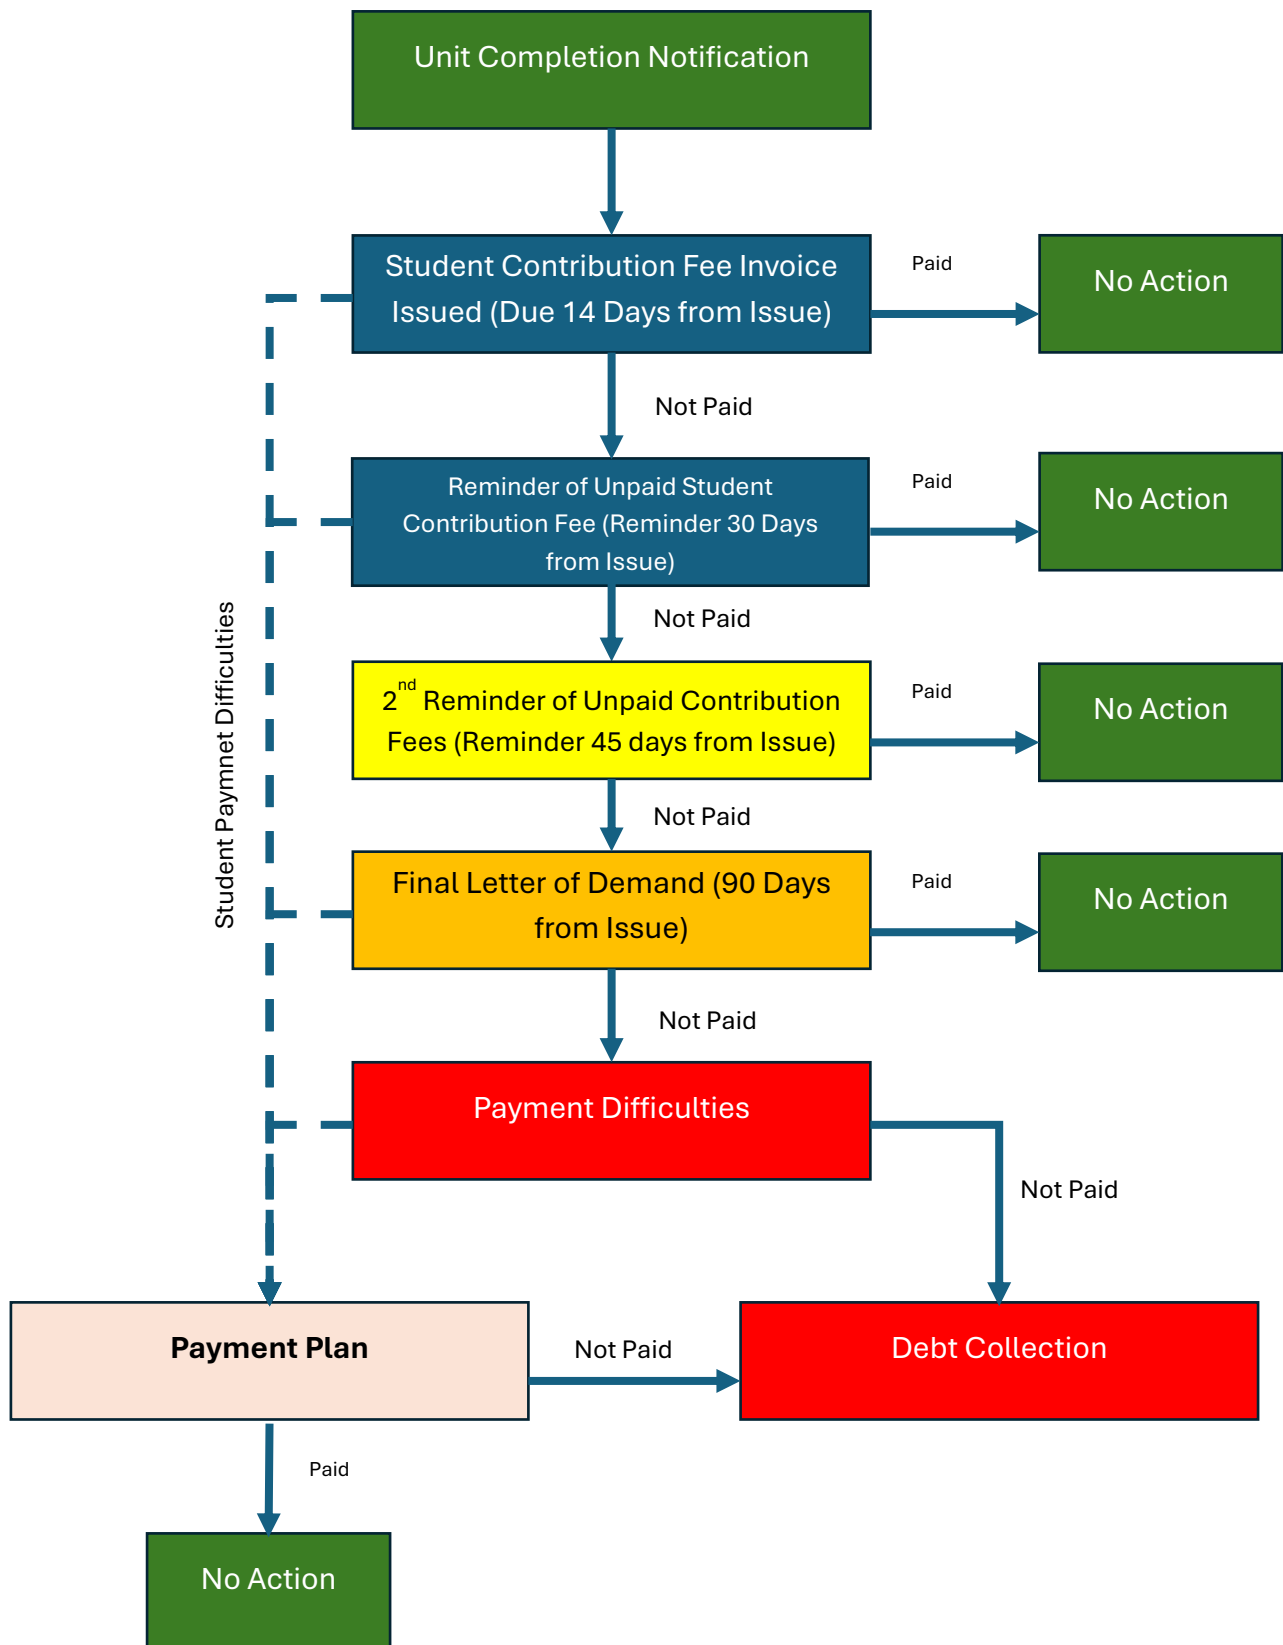 Unit Completion Notification
Student Contribution Fee Invoice
Issued (Due 14 Days from Issue)
Paid
No Action
Not Paid
Reminder of Unpaid Student
Contribution Fee (Reminder 30 Days
from Issue)
Paid
No Action
Not Paid
2nd Reminder of Unpaid Contribution
Fees (Reminder 45 days from Issue)
Paid
No Action
Student Paymnet Difficulties
Not Paid
Final Letter of Demand (90 Days
from Issue)
Paid
No Action
Not Paid
Payment Difficulties
Not Paid
Payment Plan
Not Paid
Debt Collection
Paid
No Action